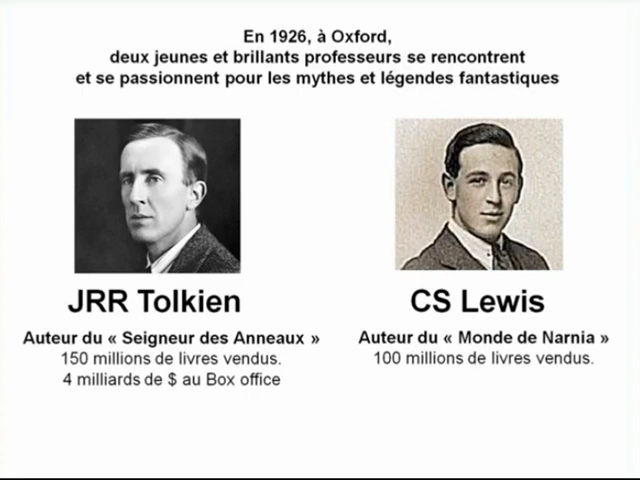 En 1926, à Oxford,
deux jeunes et brillants professeurs se rencontrent
et se passionnent pour les mythes et légendes fantastiques
JRR Tolkien
Auteur du « Seigneur des Anneaux »
150 millions de livres vendus.
4 milliards de $ au Box office
CS Lewis
Auteur du « Monde de Narnia »
100 millions de livres vendus.